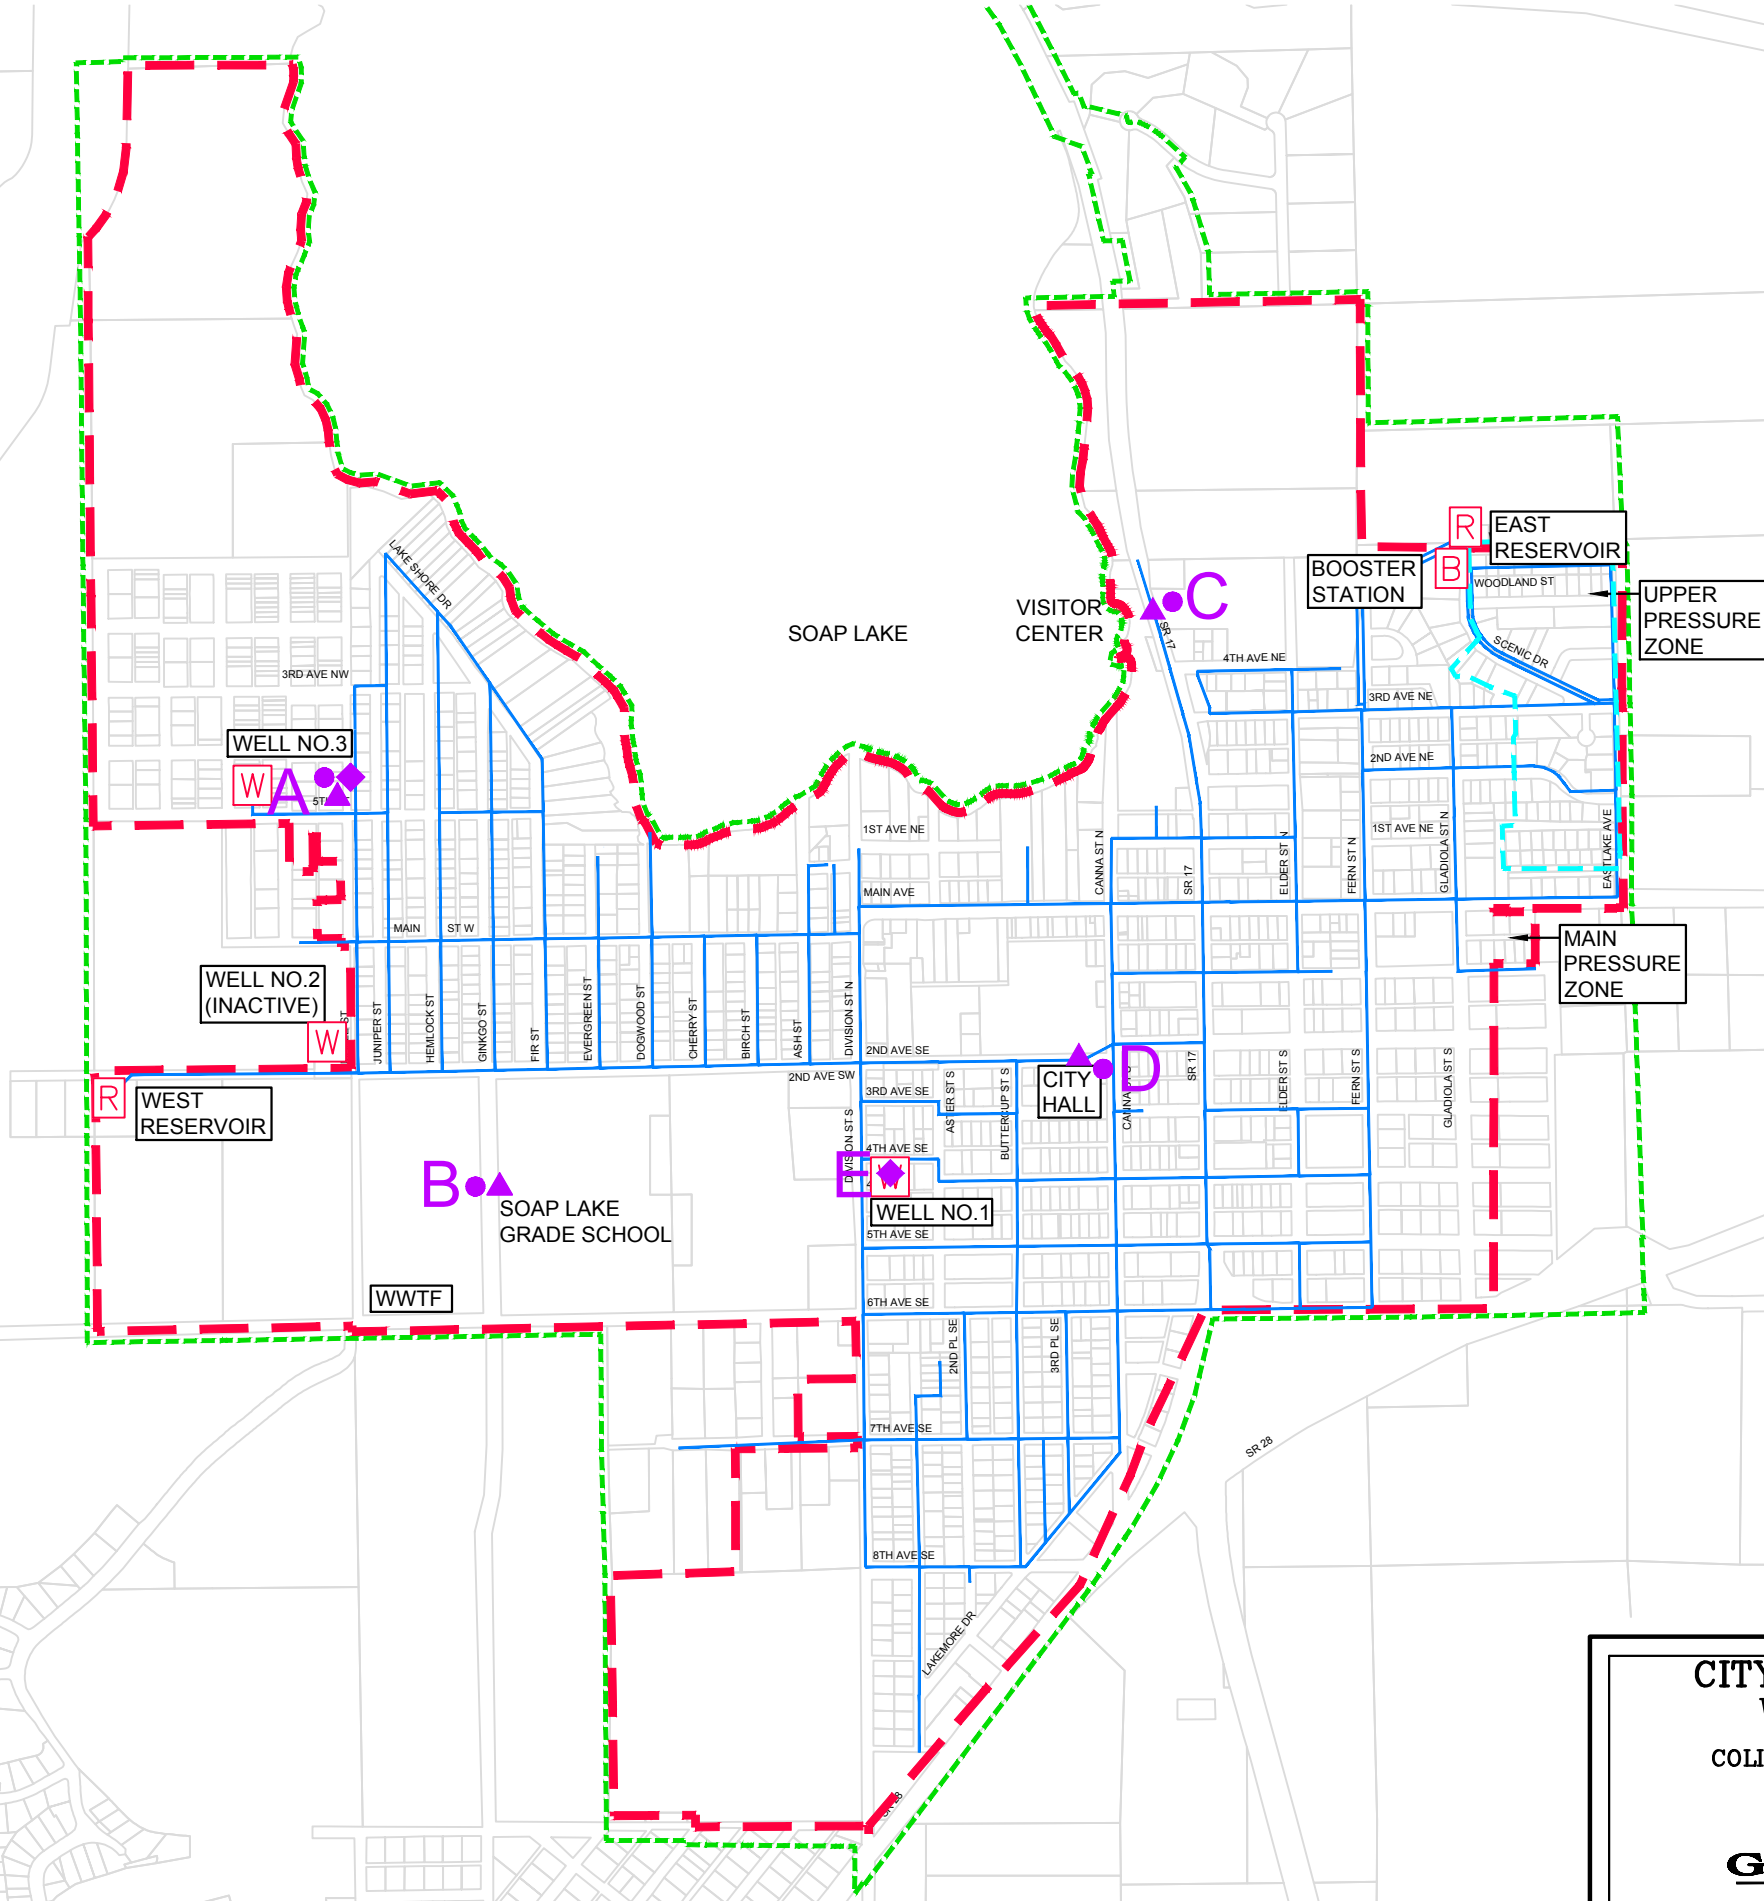 R
EAST
RESERVOIR
BOOSTER
STATION
B
WOODLAND ST
UPPER
PRESSURE
ZONE
LAKE SHORE DR
C
VISITOR
CENTER
SOAP LAKE
SR 17
SCENIC DR
4TH AVE NE
3RD AVE NW
3RD AVE NE
WELL NO.3
2ND AVE NE
W
A
1ST AVE NE
1ST AVE NE
CANNA ST N
SR 17
ELDER ST N
FERN ST N
GLADIOLA ST N
EASTLAKE AVE
MAIN AVE
MAIN ST W
MAIN
PRESSURE
ZONE
WELL NO.2
(INACTIVE)
W
JUNIPER ST
HEMLOCK ST
GINKGO ST
FIR ST
EVERGREEN ST
DOGWOOD ST
CHERRY ST
BIRCH ST
ASH ST
DIVISION ST N
2ND AVE SE
2ND AVE SW
D
CITY
HALL
SR 17
R
WEST
RESERVOIR
3RD AVE SE
ASTER ST S
BUTTERCUP ST S
ELDER ST S
FERN ST S
GLADIOLA ST S
DIVISION ST S
4TH AVE SE
E
W
B
SOAP LAKE
GRADE SCHOOL
WELL NO.1
5TH AVE SE
WWTF
6TH AVE SE
2ND PL SE
3RD PL SE
7TH AVE SE
SR 28
8TH AVE SE
LAKEMORE DR
SR 28
CITY
COLI
G